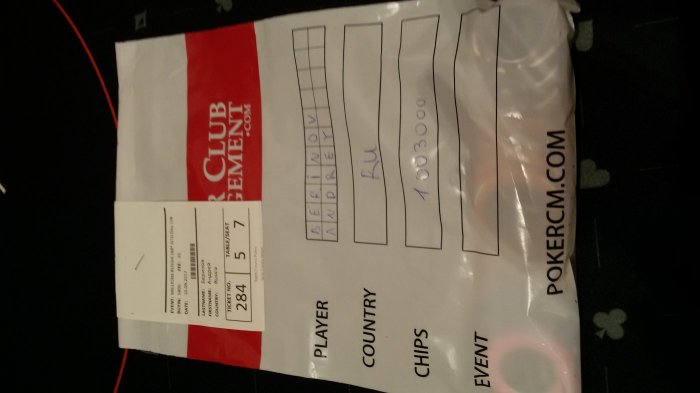 R CLUB
GEMENT
.COM
LASTNAME:
FIRSTNAME: Андрей
COUNTRY: Russia
TICKET NO. TABLE/SEAT
284 5 7
PLAYER
BERINOV
ANDREY
COUNTRY RU
CHIPS 1003000
EVENT
POKERCM.COM